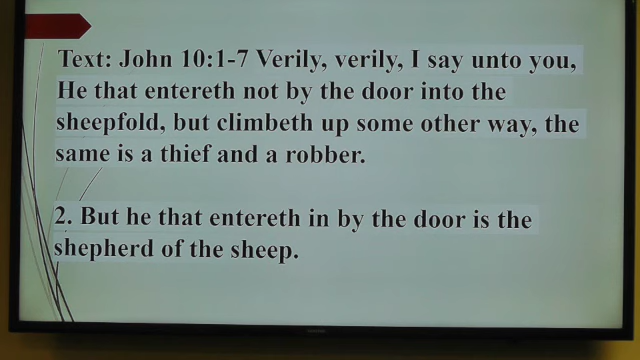 Text: John 10:1-7 Verily, verily, I say unto you,
He that entereth not by the door into the
sheepfold, but climbeth up some other way, the
same is a thief and a robber.
2. But he that entereth in by the door is the
shepherd of the sheep.